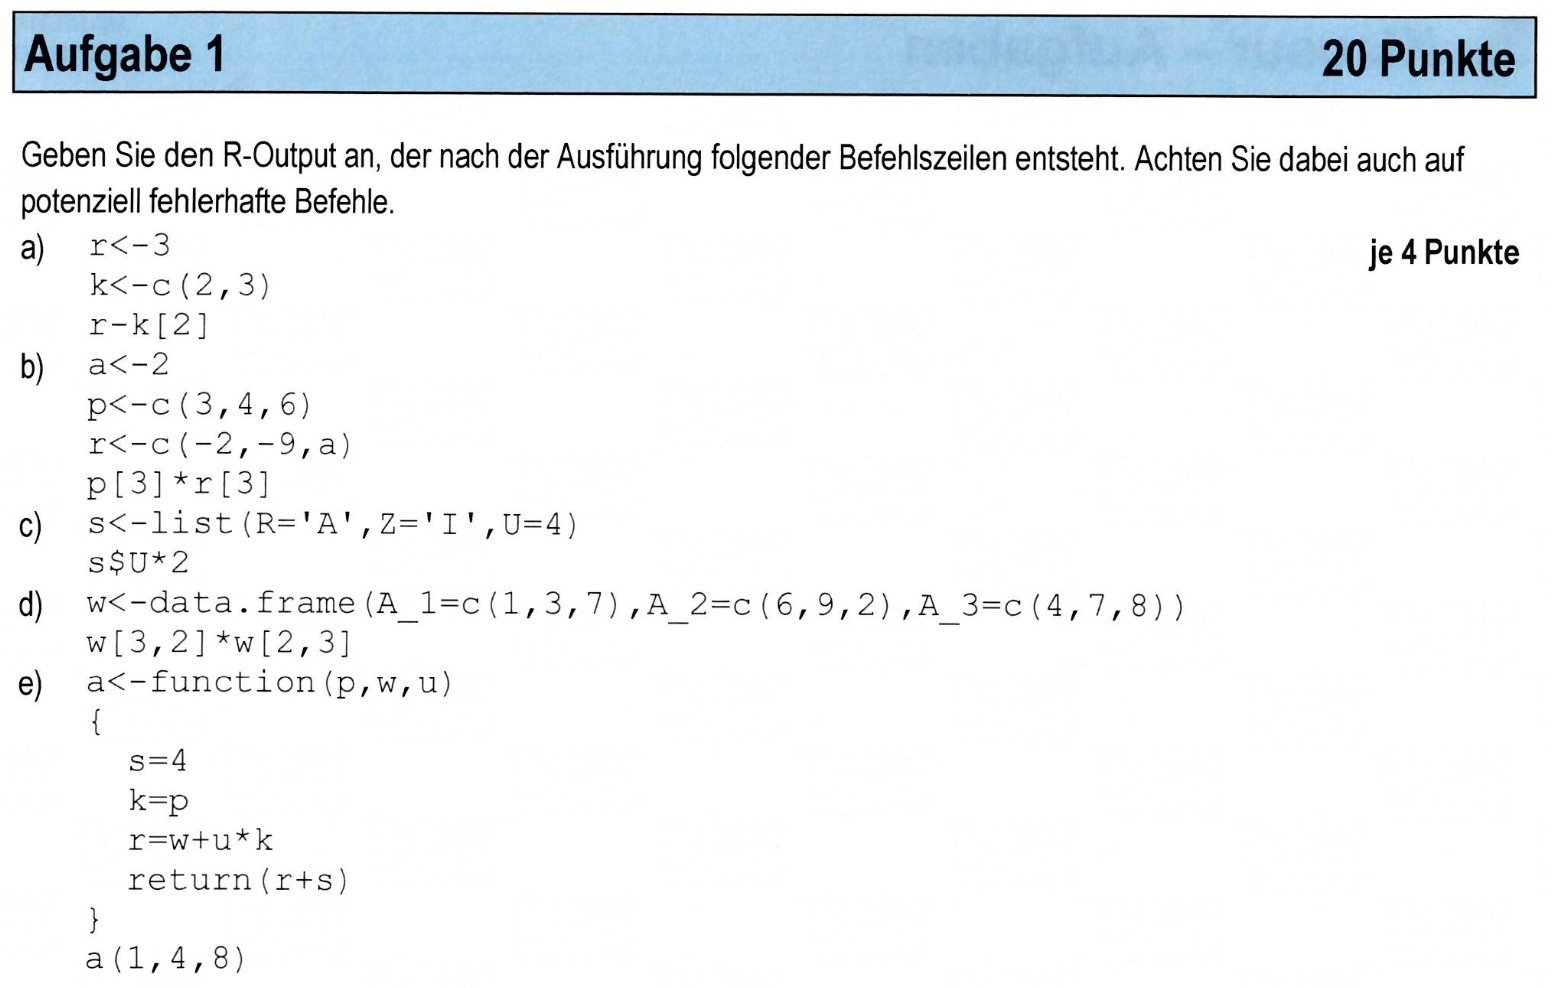 Aufgabe 1 20 Punkte
Geben Sie den R-Output an, der nach der Ausführung folgender Befehlszeilen entsteht. Achten Sie dabei auch auf
potenziell fehlerhafte Befehle.
a) r<-3 je 4 Punkte
k<-c(2,3)
r-k[2]
b) a<-2
p<-c(3,4,6)
r<-c(-2,-9,a)
p[3]*r[3]
c) s<-list(R='A',Z='I',U=4)
s$U*2
d) w<-data.frame(A_1=c(1,3,7),A_2=c(6,9,2),A_3=c(4,7,8))
w[3,2]*w[2,3]
e) a<-function(p,w,u)
{
s=4
k=p
r=w+u*k
return(r+s)
}
a(1,4,8)